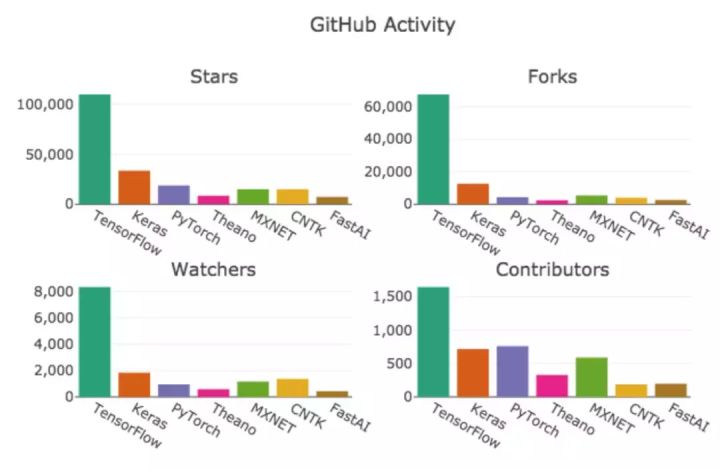 GitHub Activity
Stars
100,000
50,000
0
TensorFlow
Keras
PyTorch
Theano
MXNET
CNTK
FastAI
Forks
60,000
40,000
20,000
0
TensorFlow
Keras
PyTorch
Theano
MXNET
CNTK
FastAI
Watchers
8,000
6,000
4,000
2,000
0
TensorFlow
Keras
PyTorch
Theano
MXNET
CNTK
FastAI
Contributors
1,500
1,000
500
0
TensorFlow
Keras
PyTorch
Theano
MXNET
CNTK
FastAI